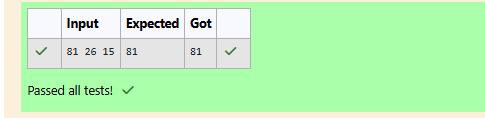 Input Expected Got
81 26 15 81 81
Passed all tests!